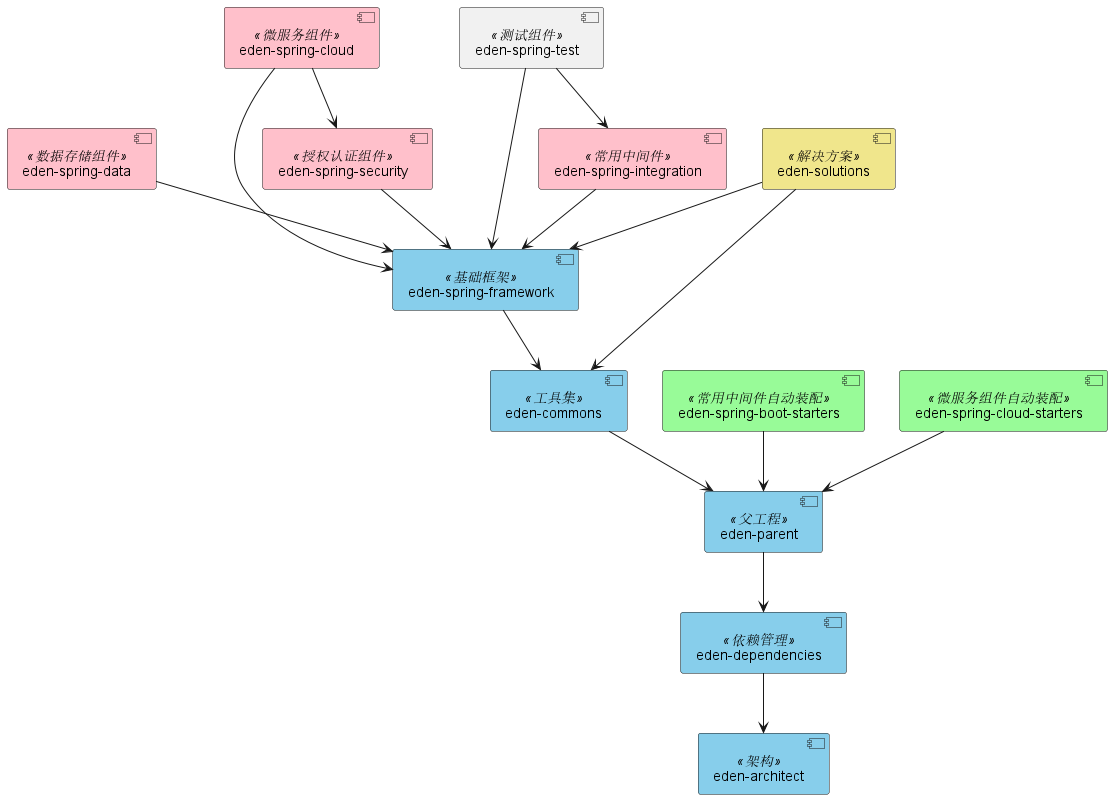 «微服务组件»
eden-spring-cloud
«测试组件»
eden-spring-test
«数据存储组件»
eden-spring-data
«授权认证组件»
eden-spring-security
«常用中间件»
eden-spring-integration
«解决方案»
eden-solutions
«基础框架»
eden-spring-framework
«工具集»
eden-commons
«常用中间件自动装配»
eden-spring-boot-starters
«微服务组件自动装配»
eden-spring-cloud-starters
«父工程»
eden-parent
«依赖管理»
eden-dependencies
«架构»
eden-architect